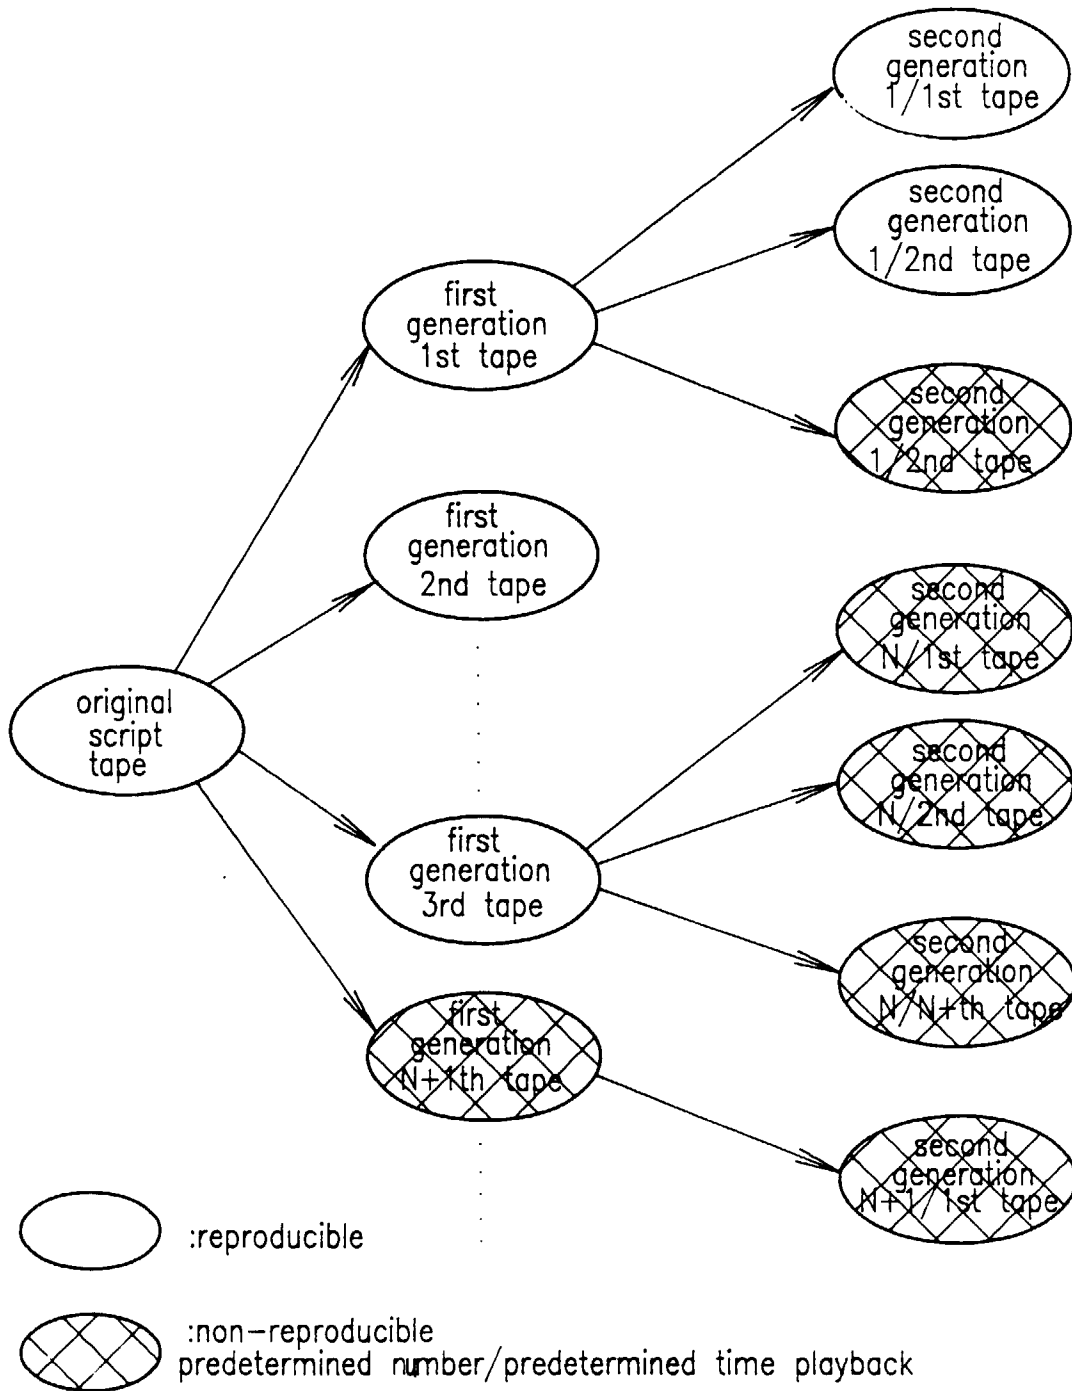 second
generation
1/1st tape
second
generation
1/2nd tape
first
generation
1st tape
second
generation
1/2nd tape
first
generation
2nd tape
second
generation
N/1st tape
original
script
tape
second
generation
N/2nd tape
first
generation
3rd tape
second
generation
N/N+th tape
first
generation
N+1th tape
second
generation
N+1/1st tape
:reproducible
:non-reproducible
predetermined number/predetermined time playback